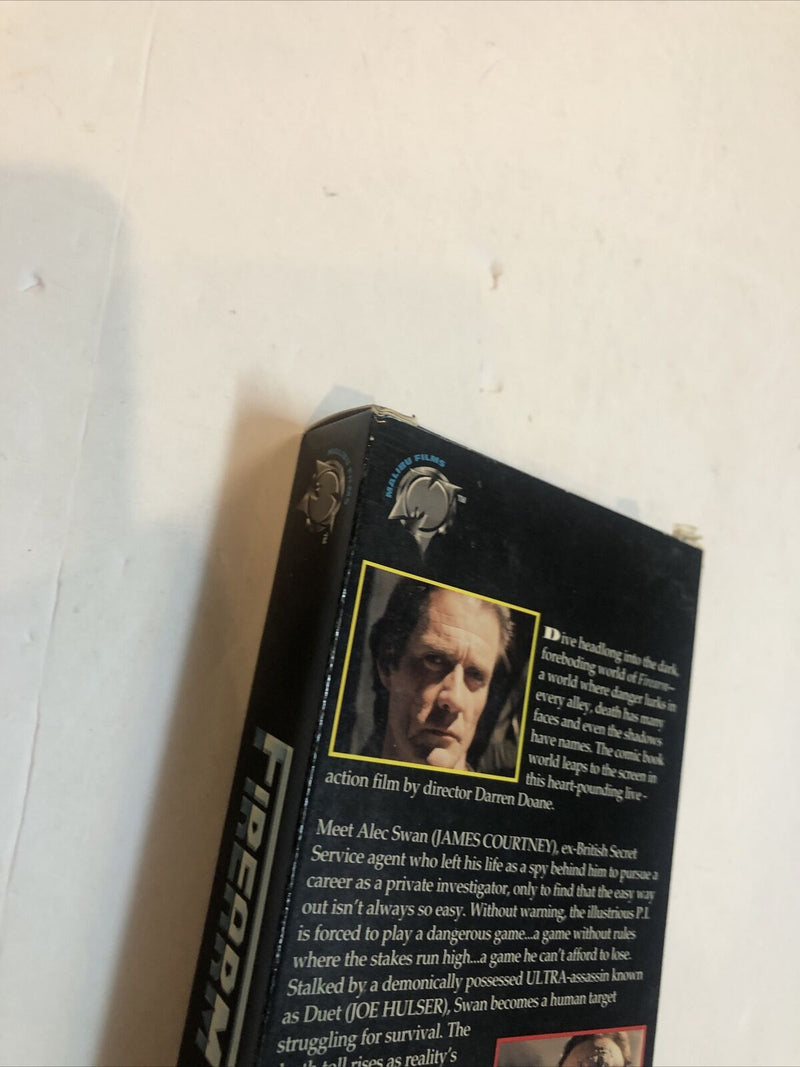 MALIBU FILMS
TM
MALIBU FILMS
TM
FIREARM
Dive headlong into the dark,
foreboding world of Firearm--
a world where danger lurks in
every alley, death has many
faces and even the shadows
have names. The comic book
world leaps to the screen in
this heart-pounding live-
action film by director Darren Doane.
Meet Alec Swan (JAMES COURTNEY), ex-British Secret
Service agent who left his life as a spy behind him to pursue a
career as a private investigator, only to find that the easy way
out isn't always so easy. Without warning, the illustrious P.I.
is forced to play a dangerous game...a game without rules
where the stakes run high...a game he can't afford to lose.
Stalked by a demonically possessed ULTRA-assassin known
as Duet (JOE HULSER), Swan becomes a human target
struggling for survival. The
toll rises as reality's